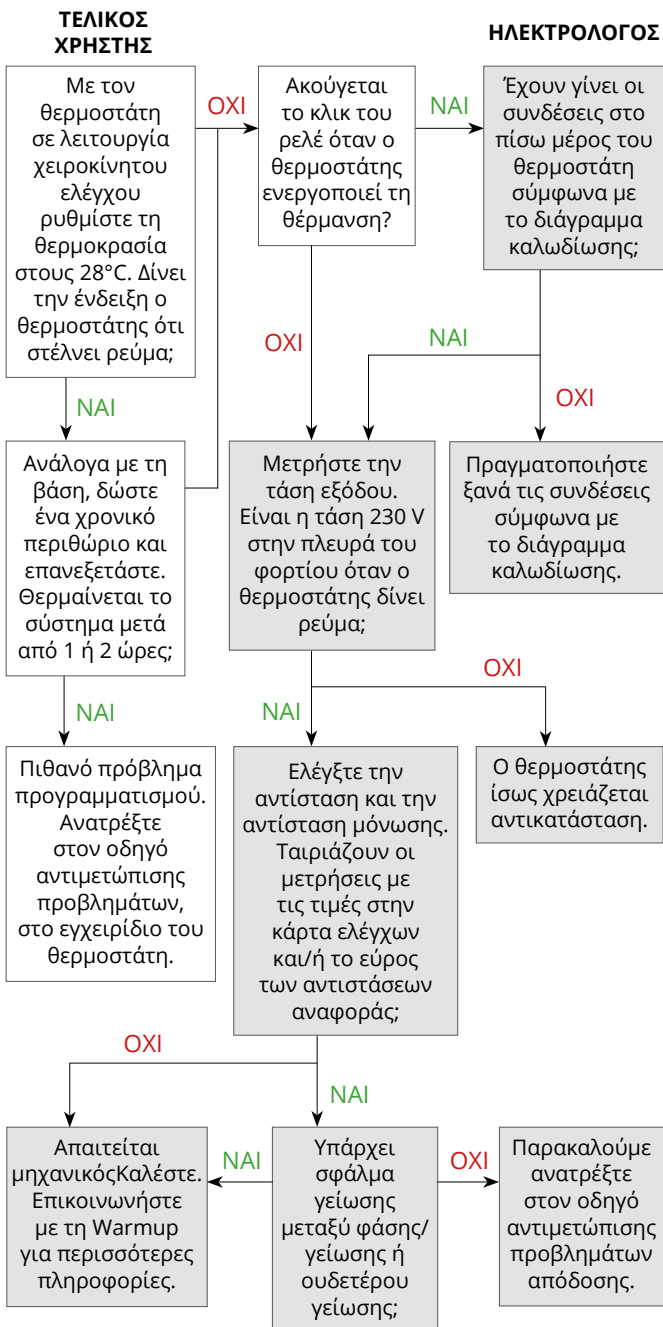 ΤΕΛΙΚΟΣ
ΧΡΗΣΤΗΣ
ΗΛΕΚΤΡΟΛΟΓΟΣ
Με τον
θερμοστάτη
σε λειτουργία
χειροκίνητου
ελέγχου
ρυθμίστε τη
θερμοκρασία
στους 28°C. Δίνει
την ένδειξη ο
θερμοστάτης ότι
στέλνει ρεύμα;
ΟΧΙ
Ακούγεται
το κλικ του
ρελέ όταν ο
θερμοστάτης
ενεργοποιεί τη
θέρμανση?
ΝΑΙ
Έχουν γίνει οι
συνδέσεις στο
πίσω μέρος του
θερμοστάτη
σύμφωνα με
το διάγραμμα
καλωδίωσης;
ΝΑΙ
ΟΧΙ
ΝΑΙ
ΟΧΙ
Ανάλογα με τη
βάση, δώστε
ένα χρονικό
περιθώριο και
επανεξετάστε.
Θερμαίνεται το
σύστημα μετά
από 1 ή 2 ώρες;
Μετρήστε την
τάση εξόδου.
Είναι η τάση 230 V
στην πλευρά του
φορτίου όταν ο
θερμοστάτης δίνει
ρεύμα;
Πραγματοποιήστε
ξανά τις συνδέσεις
σύμφωνα με
το διάγραμμα
καλωδίωσης.
ΝΑΙ
ΝΑΙ
ΟΧΙ
Πιθανό πρόβλημα
προγραμματισμού.
Ανατρέξτε
στον οδηγό
αντιμετώπισης
προβλημάτων,
στο εγχειρίδιο του
θερμοστάτη.
Ελέγξτε την
αντίσταση και την
αντίσταση μόνωσης.
Ταιριάζουν οι
μετρήσεις με
τις τιμές στην
κάρτα ελέγχων
και/ή το εύρος
των αντιστάσεων
αναφοράς;
Ο θερμοστάτης
ίσως χρειάζεται
αντικατάσταση.
ΟΧΙ
ΝΑΙ
Απαιτείται
μηχανικόςΚαλέστε.
Επικοινωνήστε
με τη Warmup
για περισσότερες
πληροφορίες.
ΝΑΙ
Υπάρχει
σφάλμα
γείωσης
μεταξύ φάσης/
γείωσης ή
ουδετέρου
γείωσης;
ΟΧΙ
Παρακαλούμε
ανατρέξτε
στον οδηγό
αντιμετώπισης
προβλημάτων
απόδοσης.